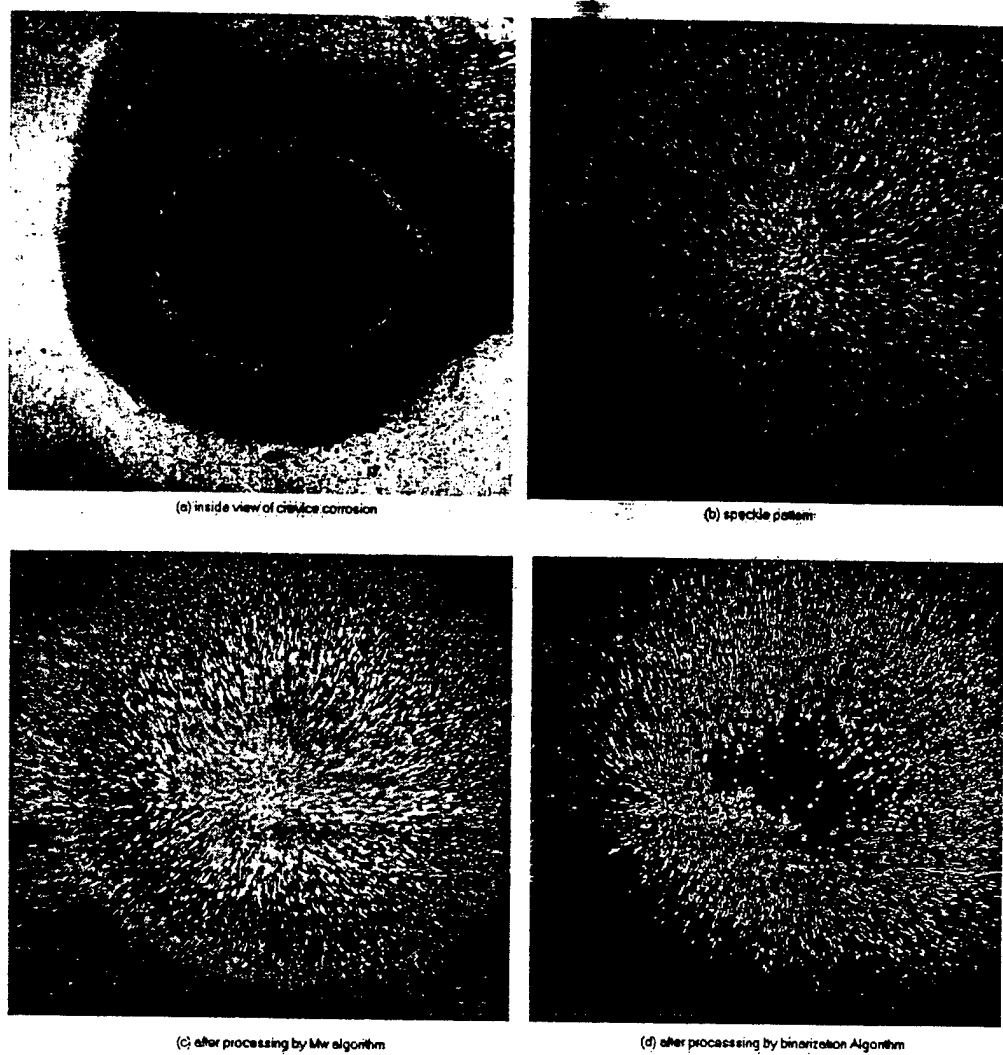 (a) inside view of crevice corrosion
(b) speckle pattern
(c) after processing by Mw algorithm
(d) after processing by binarization Algorithm